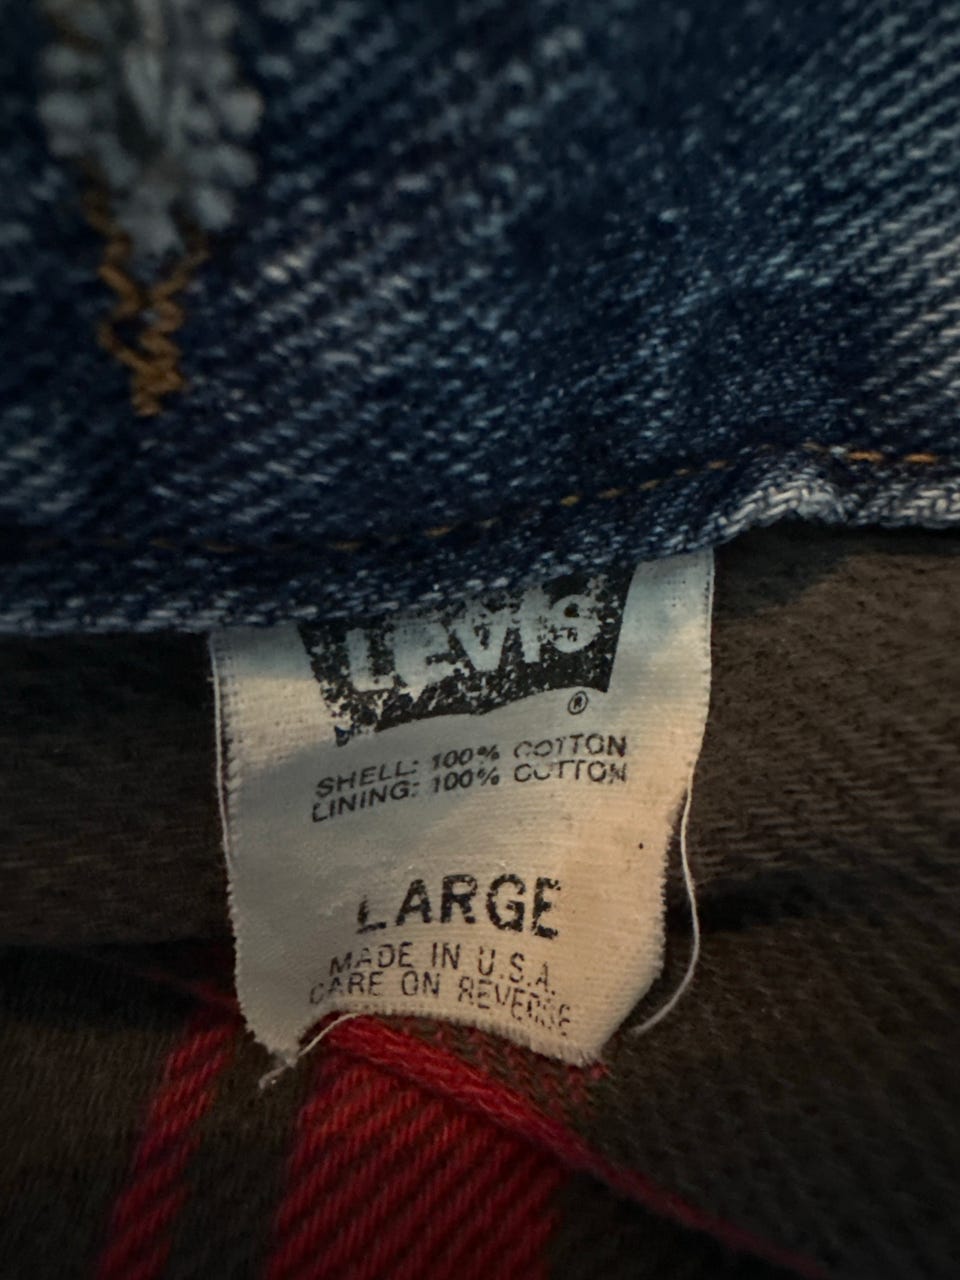 LEVI'S
®
SHELL: 100% COTTON
LINING: 100% COTTON
LARGE
MADE IN U.S.A.
CARE ON REVERSE